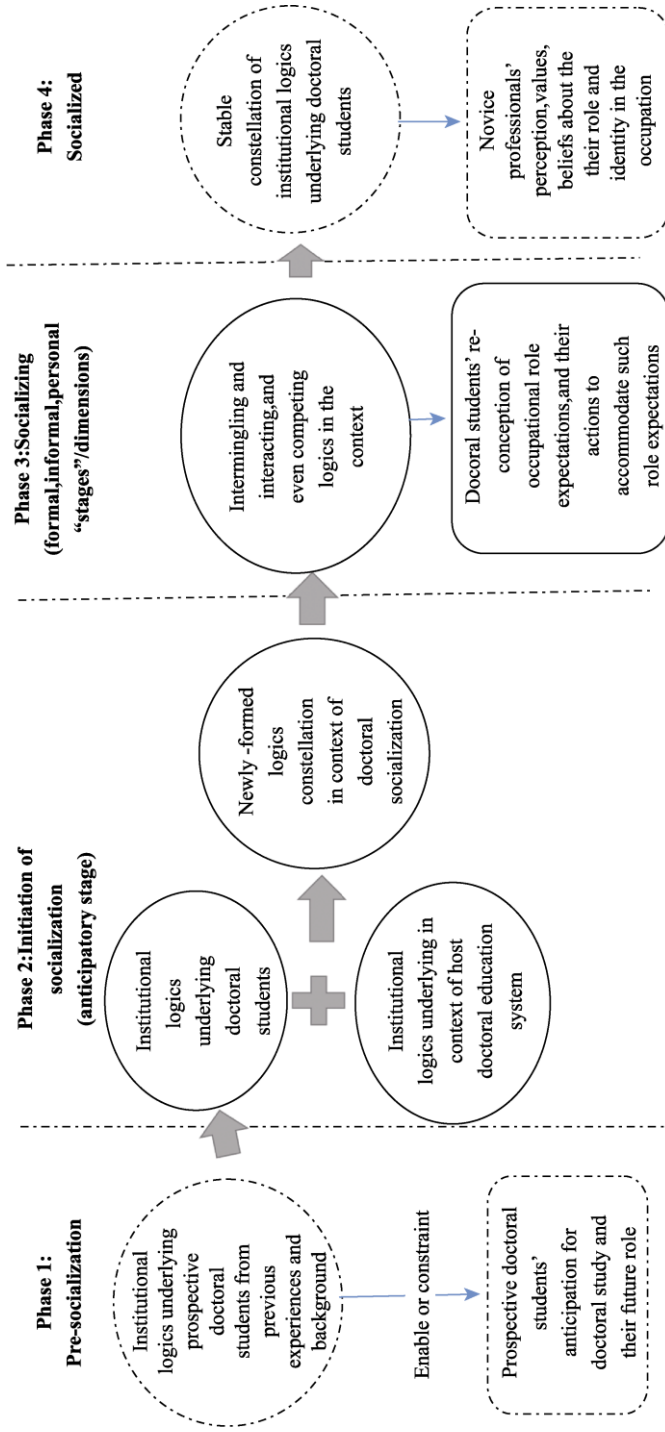 Phase 1:
Pre-socialization
Institutional
logics underlying
prospective
doctoral
students from
previous
experiences and
background
Enable or constraint
Prospective doctoral
students’
anticipation for
doctoral study and
their future role
Phase 2:Initiation of
socialization
(anticipatory stage)
Institutional
logics
underlying
doctoral
students
Institutional
logics underlying in
context of host
doctoral education
system
Newly -formed
logics
constellation
in context of
doctoral
socialization
Phase 3:Socializing
(formal,informal,personal
“stages”/dimensions)
Intermingling and
interacting,and
even competing
logics in the
context
Docoral students’ re-
conception of
occupational role
expectations,and their
actions to
accommodate such
role expectations
Phase 4:
Socialized
Stable
constellation of
institutional logics
underlying doctoral
students
Novice
professionals’
perception,values,
beliefs about the
their role and
identity in the
occupation